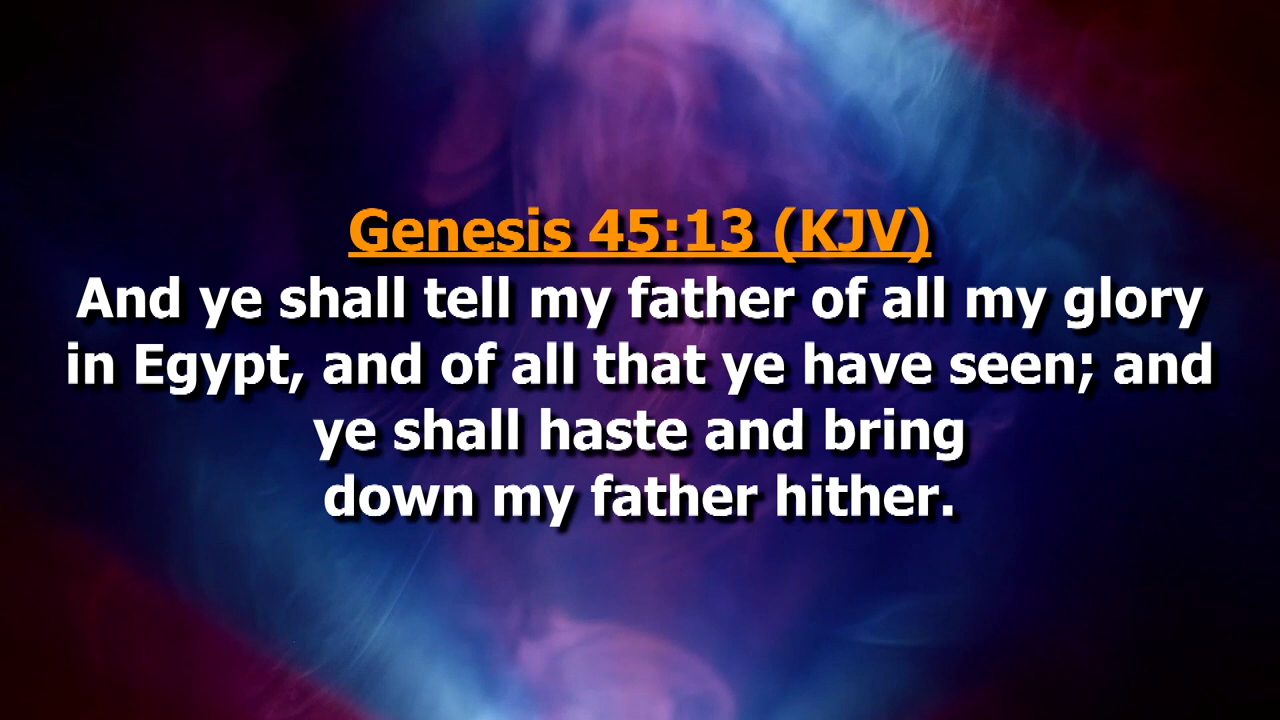 Genesis 45:13 (KJV)
And ye shall tell my father of all my glory
in Egypt, and of all that ye have seen; and
ye shall haste and bring
down my father hither.